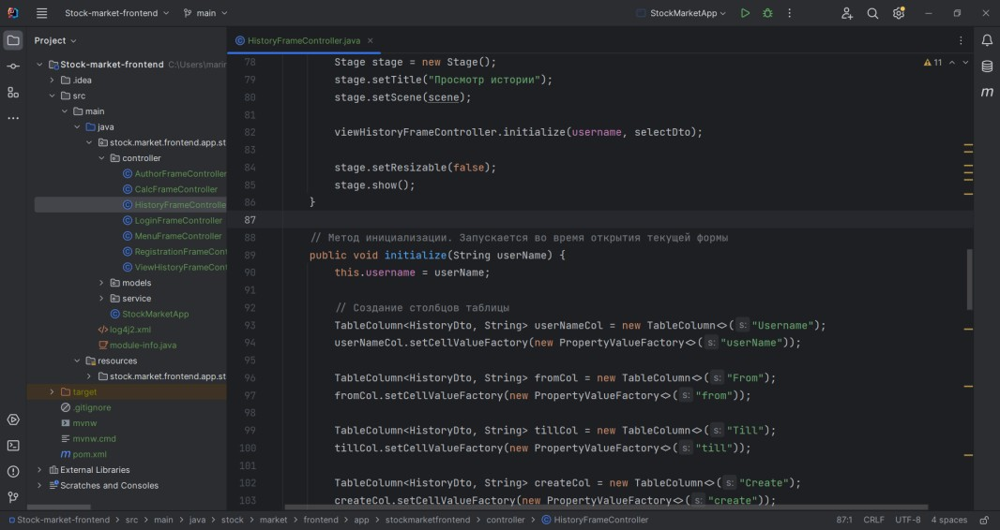 Stock-market-frontend
main
StockMarketApp
Project
HistoryFrameController.java
Stock-market-frontend C:\Users\marin
.idea
src
main
java
stock.market.frontend.app.st
controller
AuthorFrameController
CalcFrameController
HistoryFrameControlle
LoginFrameController
MenuFrameController
RegistrationFrameCont
ViewHistoryFrameCont
models
service
StockMarketApp
log4j2.xml
module-info.java
resources
stock.market.frontend.app.st
target
.gitignore
mvnw
mvnw.cmd
pom.xml
External Libraries
Scratches and Consoles
11
78 Stage stage = new Stage();
79 stage.setTitle("Просмотр истории");
80 stage.setScene(scene);
81
82 viewHistoryFrameController.initialize(username, selectDto);
83
84 stage.setResizable(false);
85 stage.show();
86 }
87
88 // Метод инициализации. Запускается во время открытия текущей формы
89 public void initialize(String userName) {
90 this.username = userName;
91
92 // Создание столбцов таблицы
93 TableColumn<HistoryDto, String> userNameCol = new TableColumn<>( s: "Username");
94 userNameCol.setCellValueFactory(new PropertyValueFactory<>( s: "userName"));
95
96 TableColumn<HistoryDto, String> fromCol = new TableColumn<>( s: "From");
97 fromCol.setCellValueFactory(new PropertyValueFactory<>( s: "from"));
98
99 TableColumn<HistoryDto, String> tillCol = new TableColumn<>( s: "Till");
100 tillCol.setCellValueFactory(new PropertyValueFactory<>( s: "till"));
101
102 TableColumn<HistoryDto, String> createCol = new TableColumn<>( s: "Create");
103 createCol.setCellValueFactory(new PropertyValueFactory<>( s: "create"));
Stock-market-frontend > src > main > java > stock > market > frontend > app > stockmarketfrontend > controller > HistoryFrameController 87:1 CRLF UTF-8 4 spaces